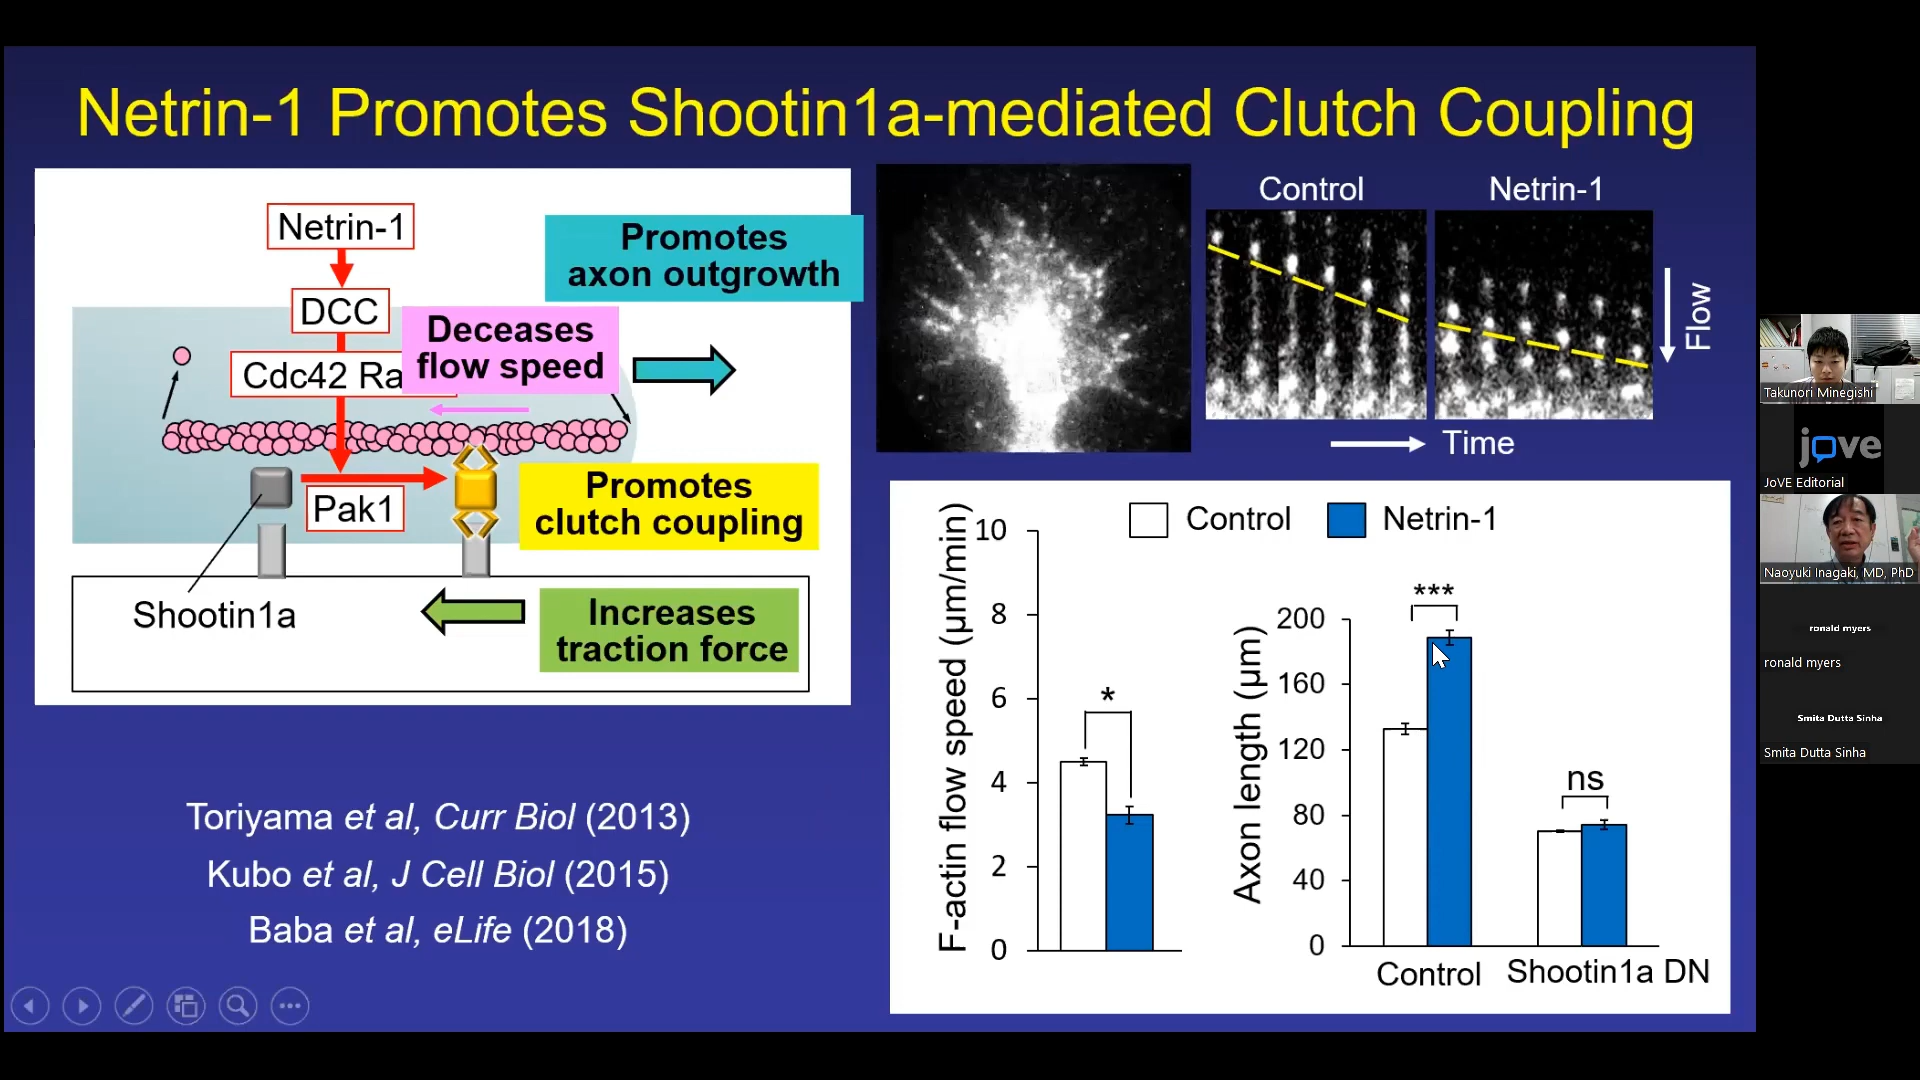 Netrin-1 Promotes Shootin1a-mediated Clutch Coupling
Netrin-1
DCC
Cdc42 Ra
Pak1
Shootin1a
Promotes
axon outgrowth
Deceases
flow speed
Promotes
clutch coupling
Increases
traction force
Control
Netrin-1
Flow
Time
Toriyama et al, Curr Biol (2013)
Kubo et al, J Cell Biol (2015)
Baba et al, eLife (2018)
Control
Netrin-1
F-actin flow speed (µm/min)
10
8
6
4
2
0
*
Axon length (µm)
200
160
120
80
40
0
***
ns
Control
Shootin1a DN
Takunori Minegishi
jove
JoVE Editorial
Naoyuki Inagaki, MD, PhD
ronald myers
ronald myers
Smita Dutta Sinha
Smita Dutta Sinha